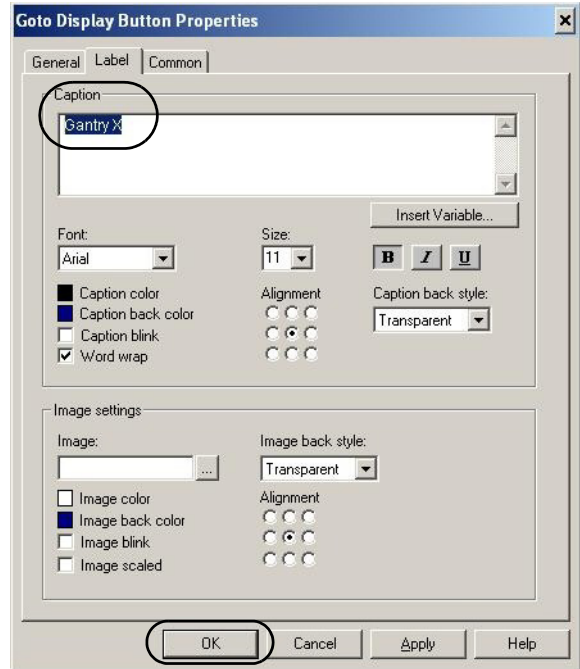 Goto Display Button Properties
General Label Common
Caption
Gantry X
Insert Variable...
Font: Size:
Arial 11 B I U
Caption color Alignment Caption back style:
Caption back color
Transparent
Caption blink
Word wrap
Image settings
Image: Image back style:
... Transparent
Image color Alignment
Image back color
Image blink
Image scaled
OK Cancel Apply Help